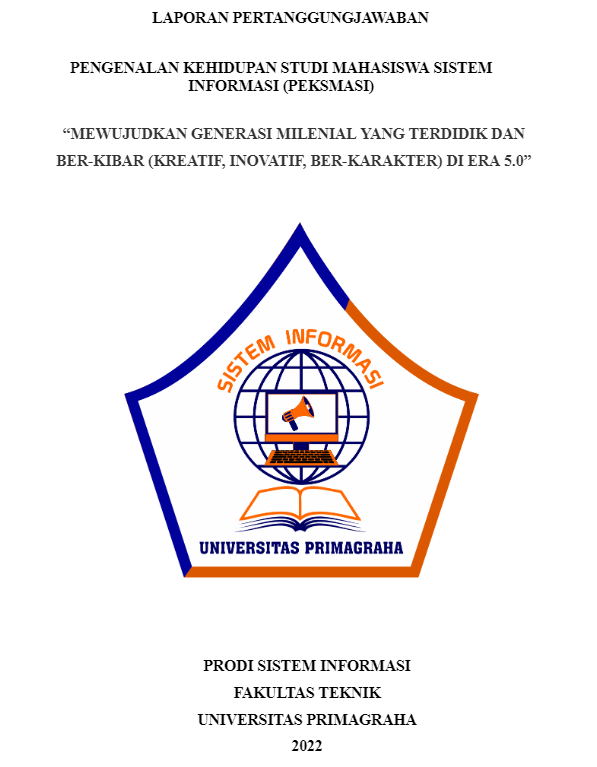 LAPORAN PERTANGGUNGJAWABAN
PENGENALAN KEHIDUPAN STUDI MAHASISWA SISTEM
INFORMASI (PEKSMASI)
“MEWUJUDKAN GENERASI MILENIAL YANG TERDIDIK DAN
BER-KIBAR (KREATIF, INOVATIF, BER-KARAKTER) DI ERA 5.0”
SISTEM INFORMASI
UNIVERSITAS PRIMAGRAHA
PRODI SISTEM INFORMASI
FAKULTAS TEKNIK
UNIVERSITAS PRIMAGRAHA
2022